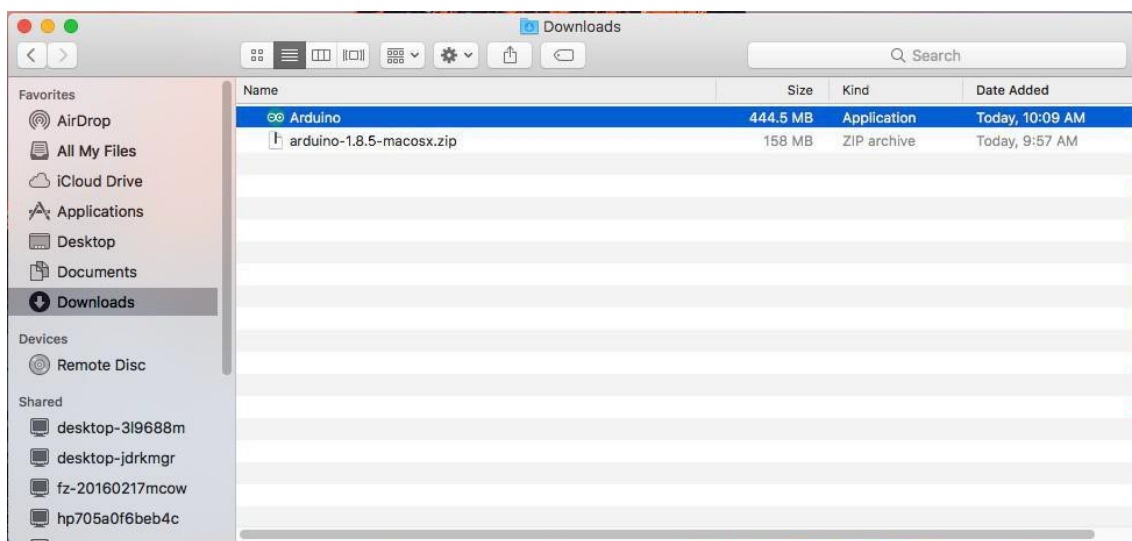 Downloads
Search
Favorites
AirDrop
All My Files
iCloud Drive
Applications
Desktop
Documents
Downloads
Devices
Remote Disc
Shared
desktop-3l9688m
desktop-jdrkmgr
fz-20160217mcow
hp705a0f6beb4c
Name Size Kind Date Added
Arduino 444.5 MB Application Today, 10:09 AM
arduino-1.8.5-macosx.zip 158 MB ZIP archive Today, 9:57 AM